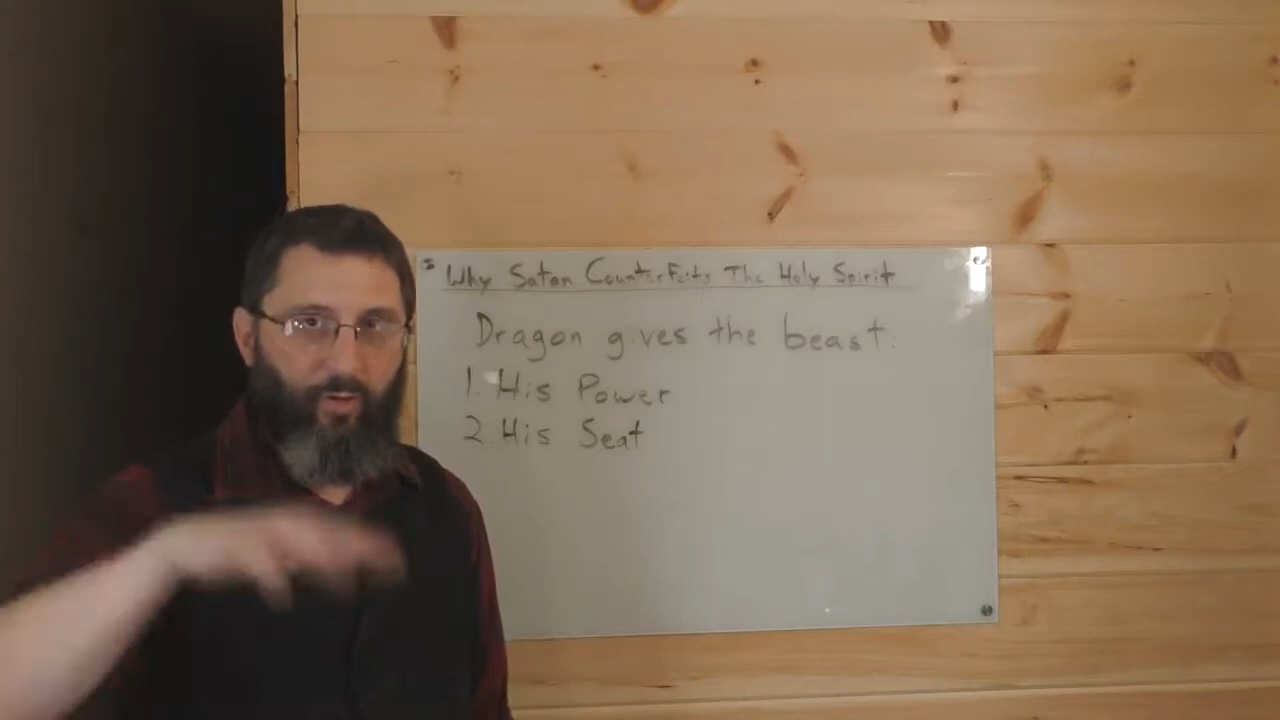 Why Satan Counterfeits The Holy Spirit
Dragon gives the beast:
1. His Power
2. His Seat